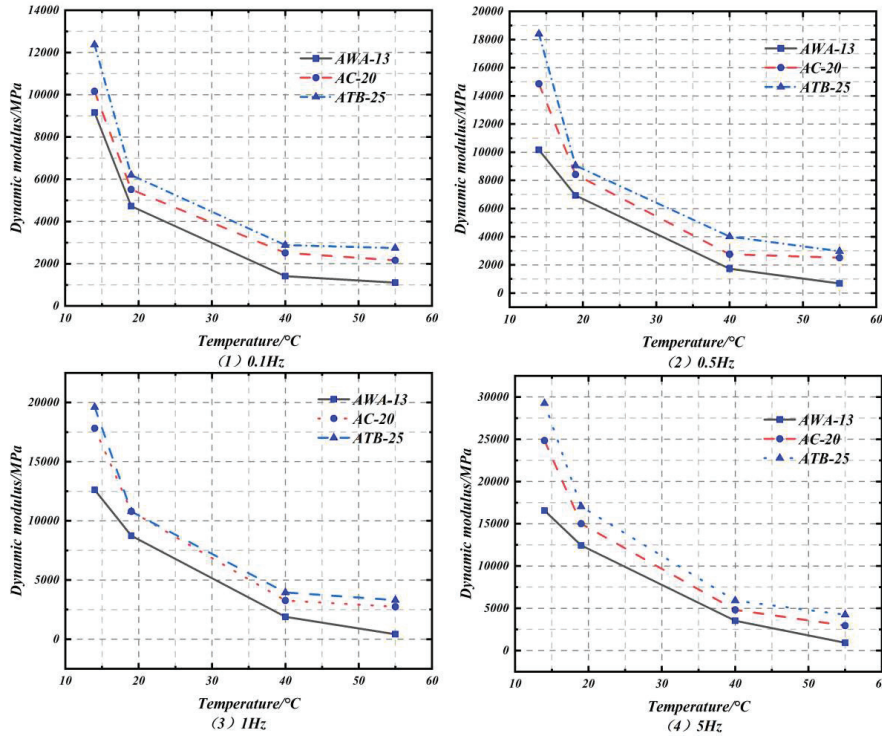 14000
12000
10000
8000
6000
4000
2000
0
Dynamic modulus/MPa
AWA-13
AC-20
ATB-25
10 20 30 40 50 60
Temperature/°C
（1）0.1Hz
20000
18000
16000
14000
12000
10000
8000
6000
4000
2000
0
Dynamic modulus/MPa
AWA-13
AC-20
ATB-25
10 20 30 40 50 60
Temperature/°C
（2）0.5Hz
20000
15000
10000
5000
0
Dynamic modulus/MPa
AWA-13
AC-20
ATB-25
10 20 30 40 50 60
Temperature/°C
（3）1Hz
30000
25000
20000
15000
10000
5000
0
Dynamic modulus/MPa
AWA-13
AC-20
ATB-25
10 20 30 40 50 60
Temperature/°C
（4）5Hz